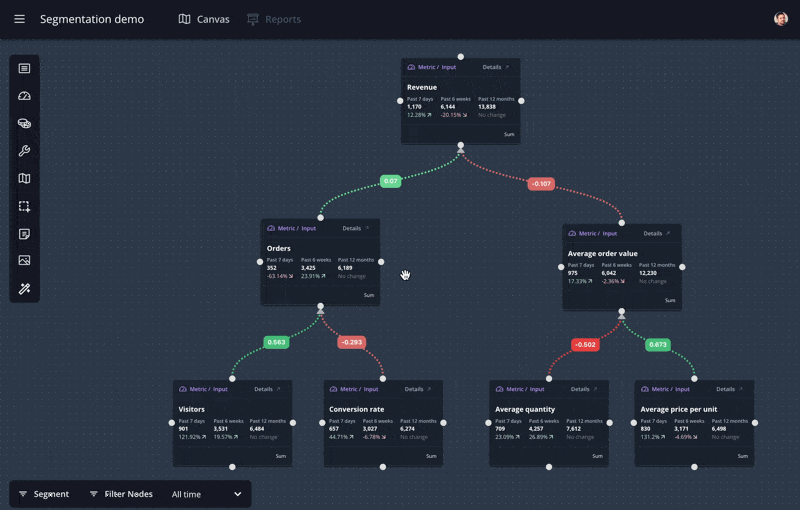 Segmentation demo
Canvas
Reports
Metric / Input Details
Revenue
Past 7 days Past 6 weeks Past 12 months
1,170 6,144 13,838
12.28% -20.15% No change
Sum
0.07
-0.107
Metric / Input Details
Orders
Past 7 days Past 6 weeks Past 12 months
352 3,425 6,189
-63.14% 23.91% No change
Sum
Metric / Input Details
Average order value
Past 7 days Past 6 weeks Past 12 months
975 6,042 12,230
17.33% -2.36% No change
Sum
0.563
-0.293
-0.502
0.673
Metric / Input Details
Visitors
Past 7 days Past 6 weeks Past 12 months
901 3,531 6,484
121.92% 19.57% No change
Sum
Metric / Input Details
Conversion rate
Past 7 days Past 6 weeks Past 12 months
657 3,027 6,274
44.71% -6.78% No change
Sum
Metric / Input Details
Average quantity
Past 7 days Past 6 weeks Past 12 months
709 4,257 7,612
23.09% 26.89% No change
Sum
Metric / Input Details
Average price per unit
Past 7 days Past 6 weeks Past 12 months
830 3,171 6,498
131.2% -4.69% No change
Sum
Segment
Filter Nodes
All time